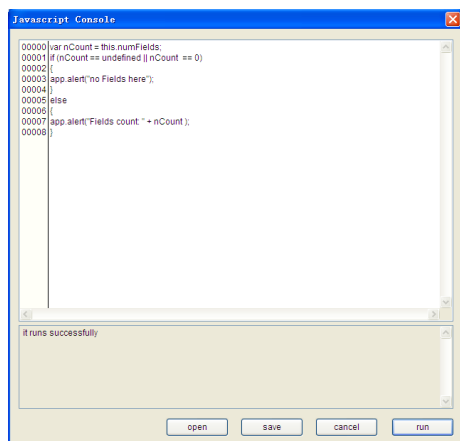 Javascript Console
00000 var nCount = this.numFields;
00001 if (nCount == undefined || nCount == 0)
00002 {
00003 app.alert("no Fields here");
00004 }
00005 else
00006 {
00007 app.alert("Fields count: " + nCount );
00008 }
it runs successfully
open save cancel run